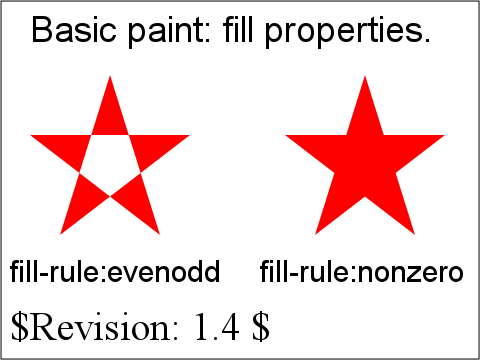 Basic paint: fill properties.
fill-rule:evenodd fill-rule:nonzero
$Revision: 1.4 $